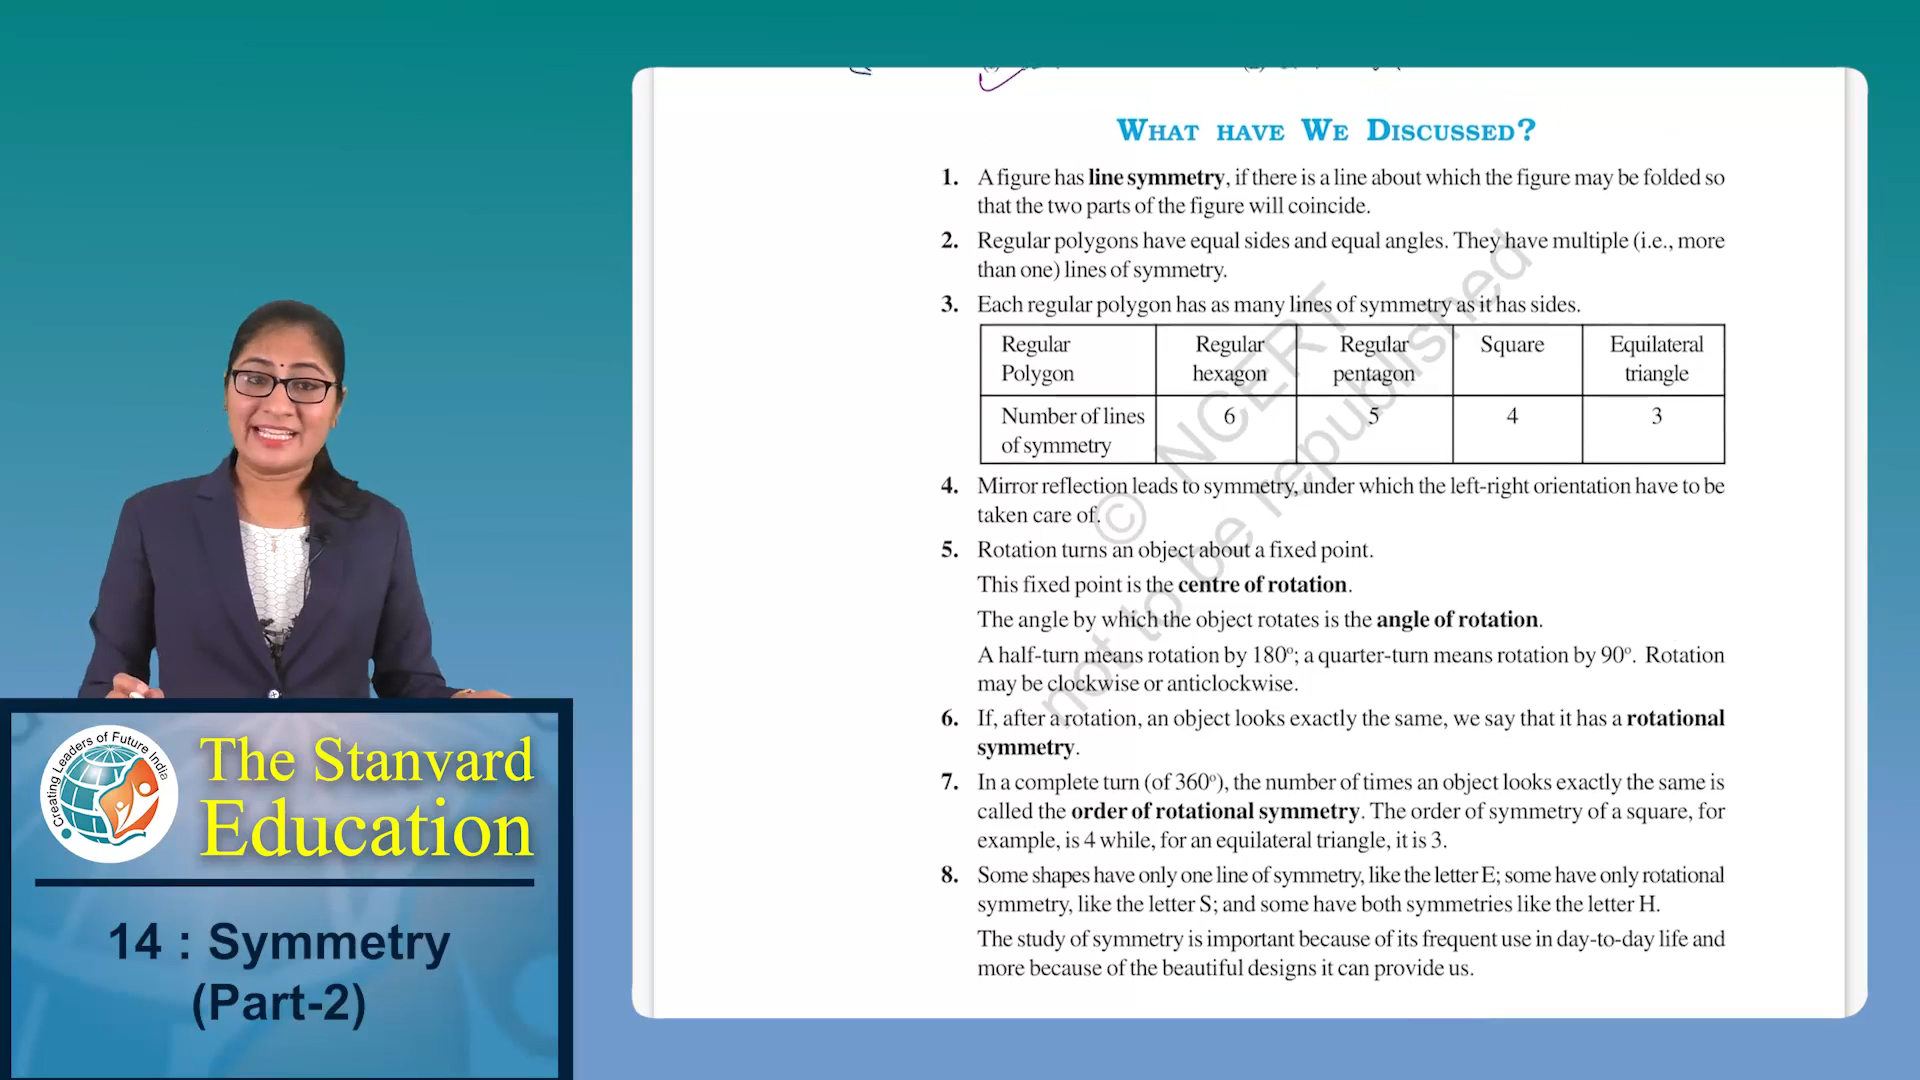 WHAT HAVE WE DISCUSSED?
1. A figure has line symmetry, if there is a line about which the figure may be folded so
that the two parts of the figure will coincide.
2. Regular polygons have equal sides and equal angles. They have multiple (i.e., more
than one) lines of symmetry.
3. Each regular polygon has as many lines of symmetry as it has sides.
Regular Polygon | Regular hexagon | Regular pentagon | Square | Equilateral triangle
Number of lines of symmetry | 6 | 5 | 4 | 3
4. Mirror reflection leads to symmetry, under which the left-right orientation have to be
taken care of.
5. Rotation turns an object about a fixed point.
This fixed point is the centre of rotation.
The angle by which the object rotates is the angle of rotation.
A half-turn means rotation by 180°; a quarter-turn means rotation by 90°. Rotation
may be clockwise or anticlockwise.
6. If, after a rotation, an object looks exactly the same, we say that it has a rotational
symmetry.
7. In a complete turn (of 360°), the number of times an object looks exactly the same is
called the order of rotational symmetry. The order of symmetry of a square, for
example, is 4 while, for an equilateral triangle, it is 3.
8. Some shapes have only one line of symmetry, like the letter E; some have only rotational
symmetry, like the letter S; and some have both symmetries like the letter H.
The study of symmetry is important because of its frequent use in day-to-day life and
more because of the beautiful designs it can provide us.
© NCERT
not to be republished
Creating Leaders of Future India
The Stanvard
Education
14 : Symmetry
(Part-2)